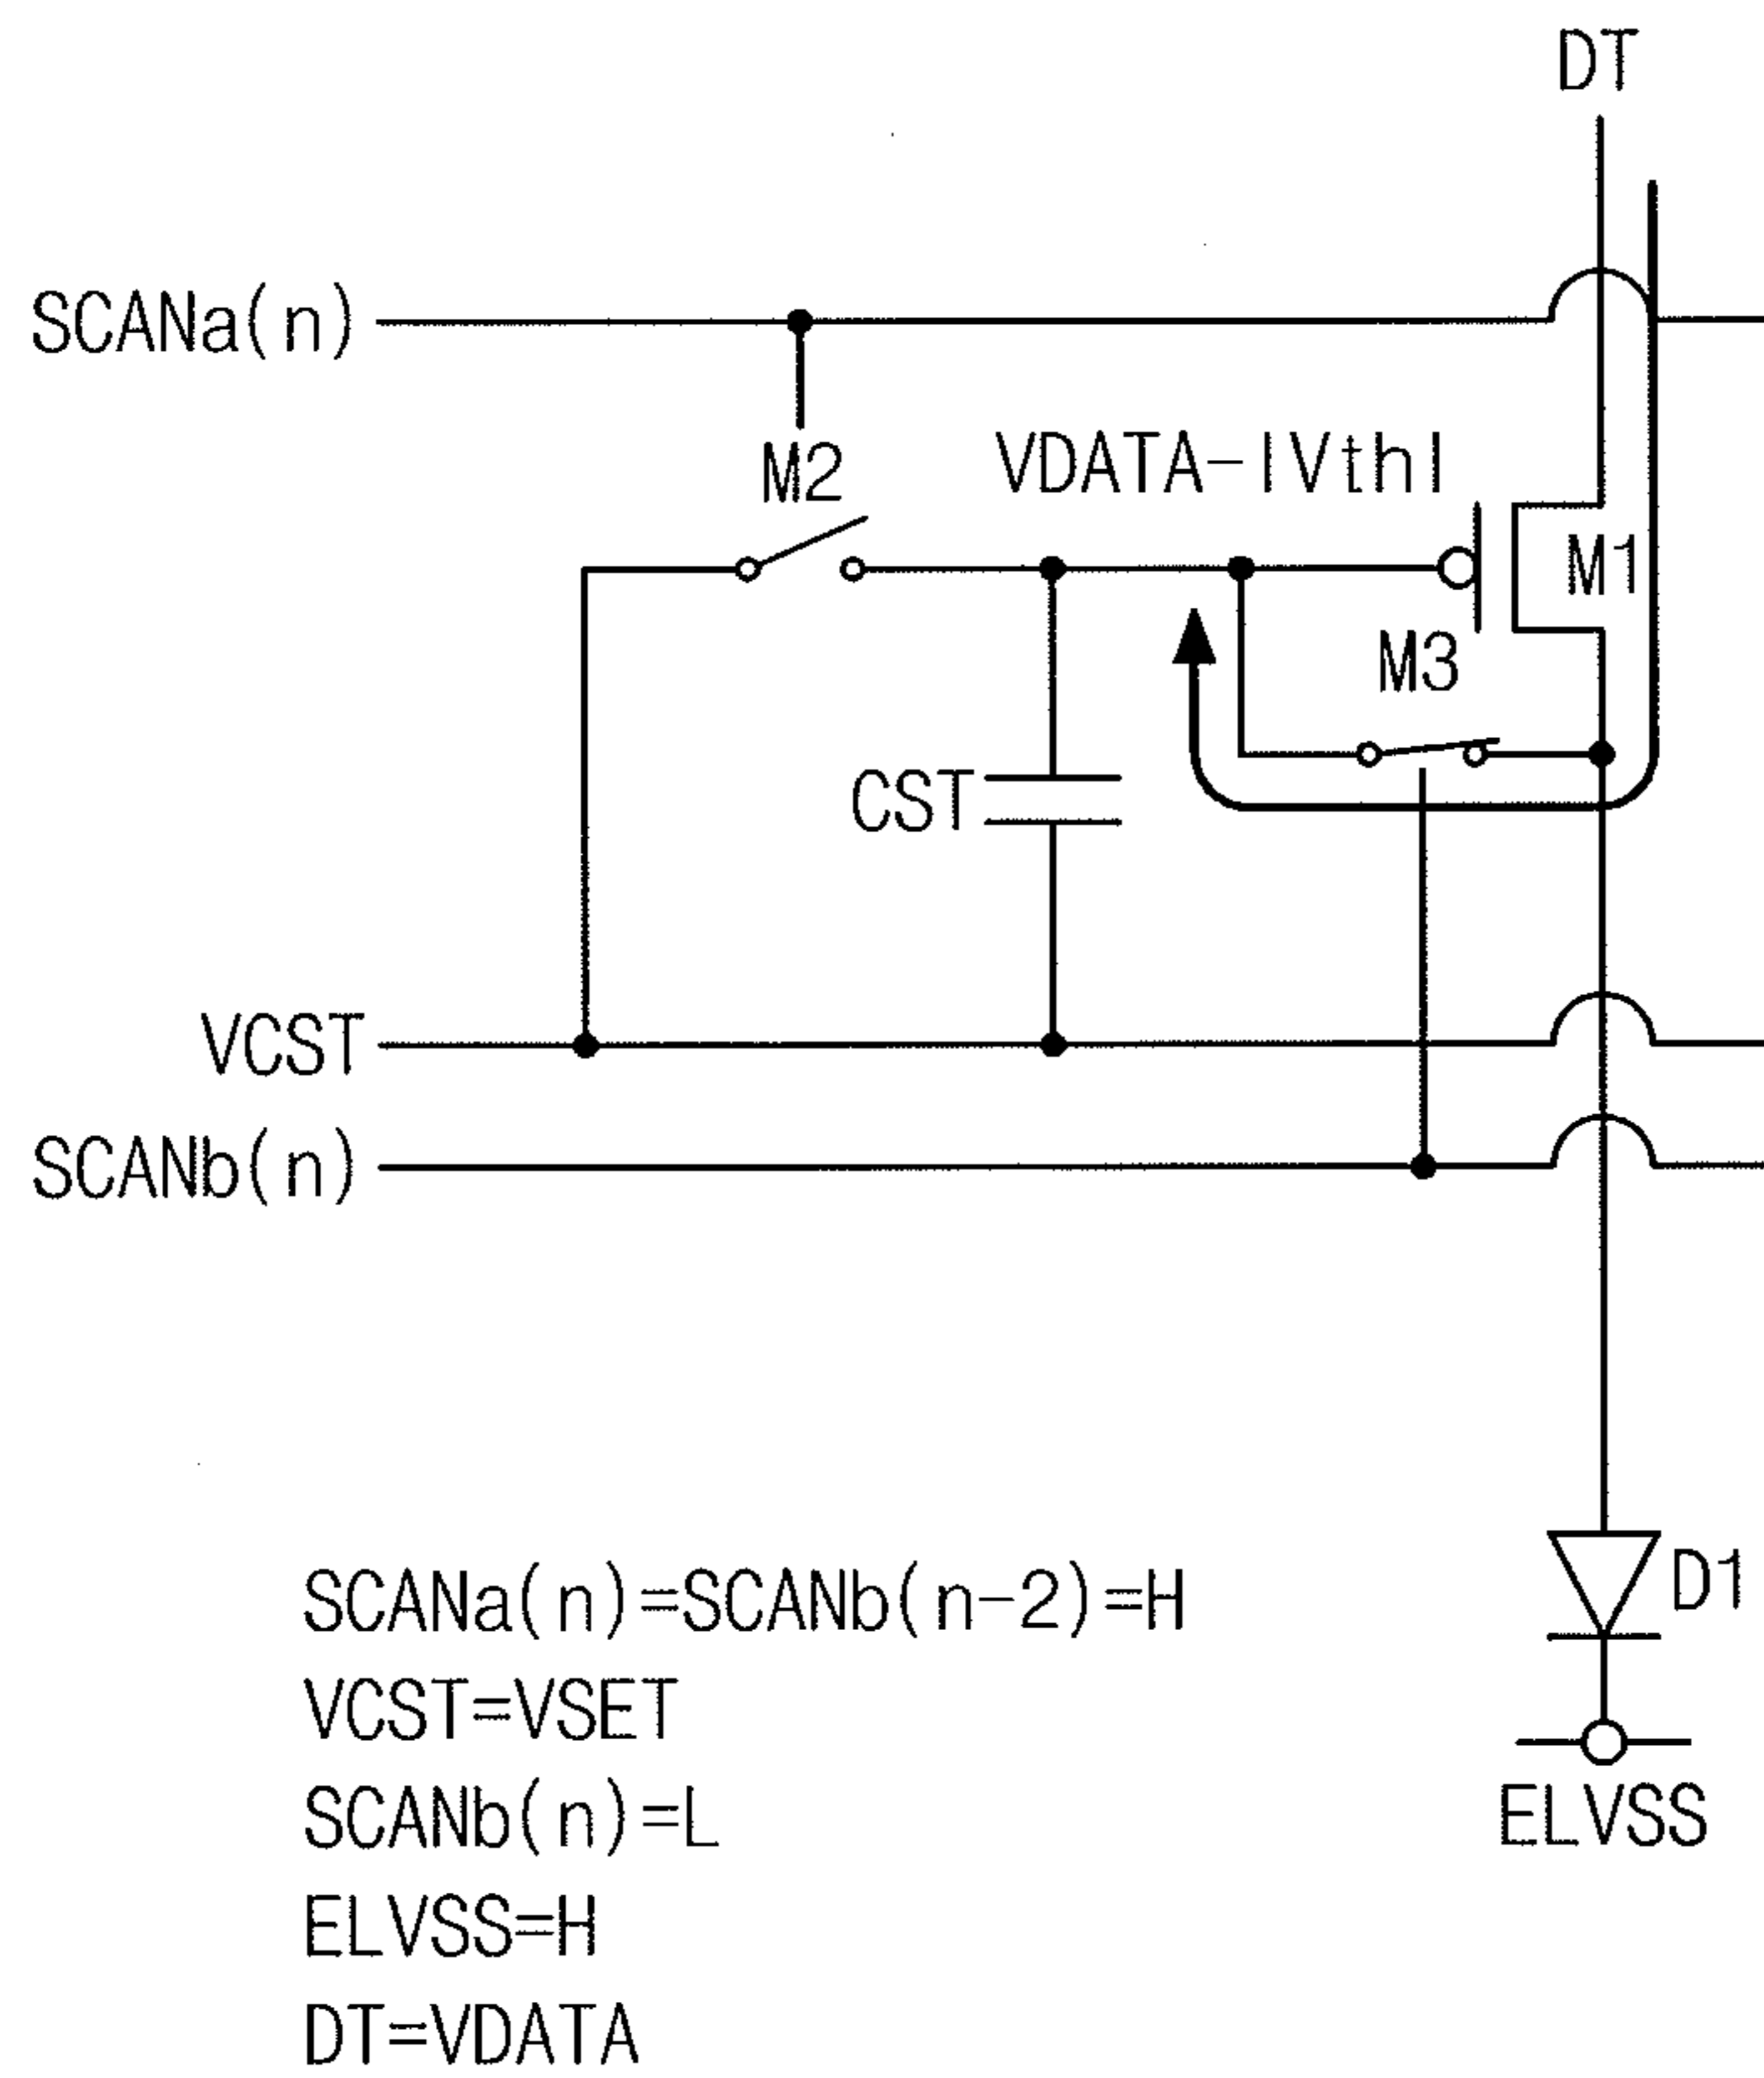 DT
SCANa(n)
M2
VDATA-|Vth|
M1
M3
CST
VCST
SCANb(n)
D1
SCANa(n)=SCANb(n-2)=H
VCST=VSET
SCANb(n)=L
ELVSS
ELVSS=H
DT=VDATA